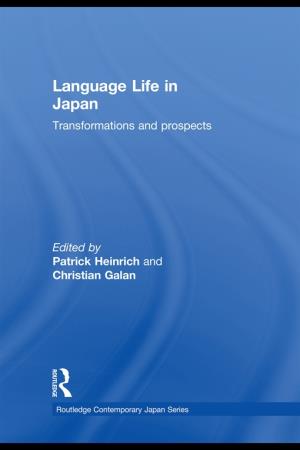 Language Life in
Japan
Transformations and prospects
Edited by
Patrick Heinrich and
Christian Galan
ROUTLEDGE
Routledge Contemporary Japan Series